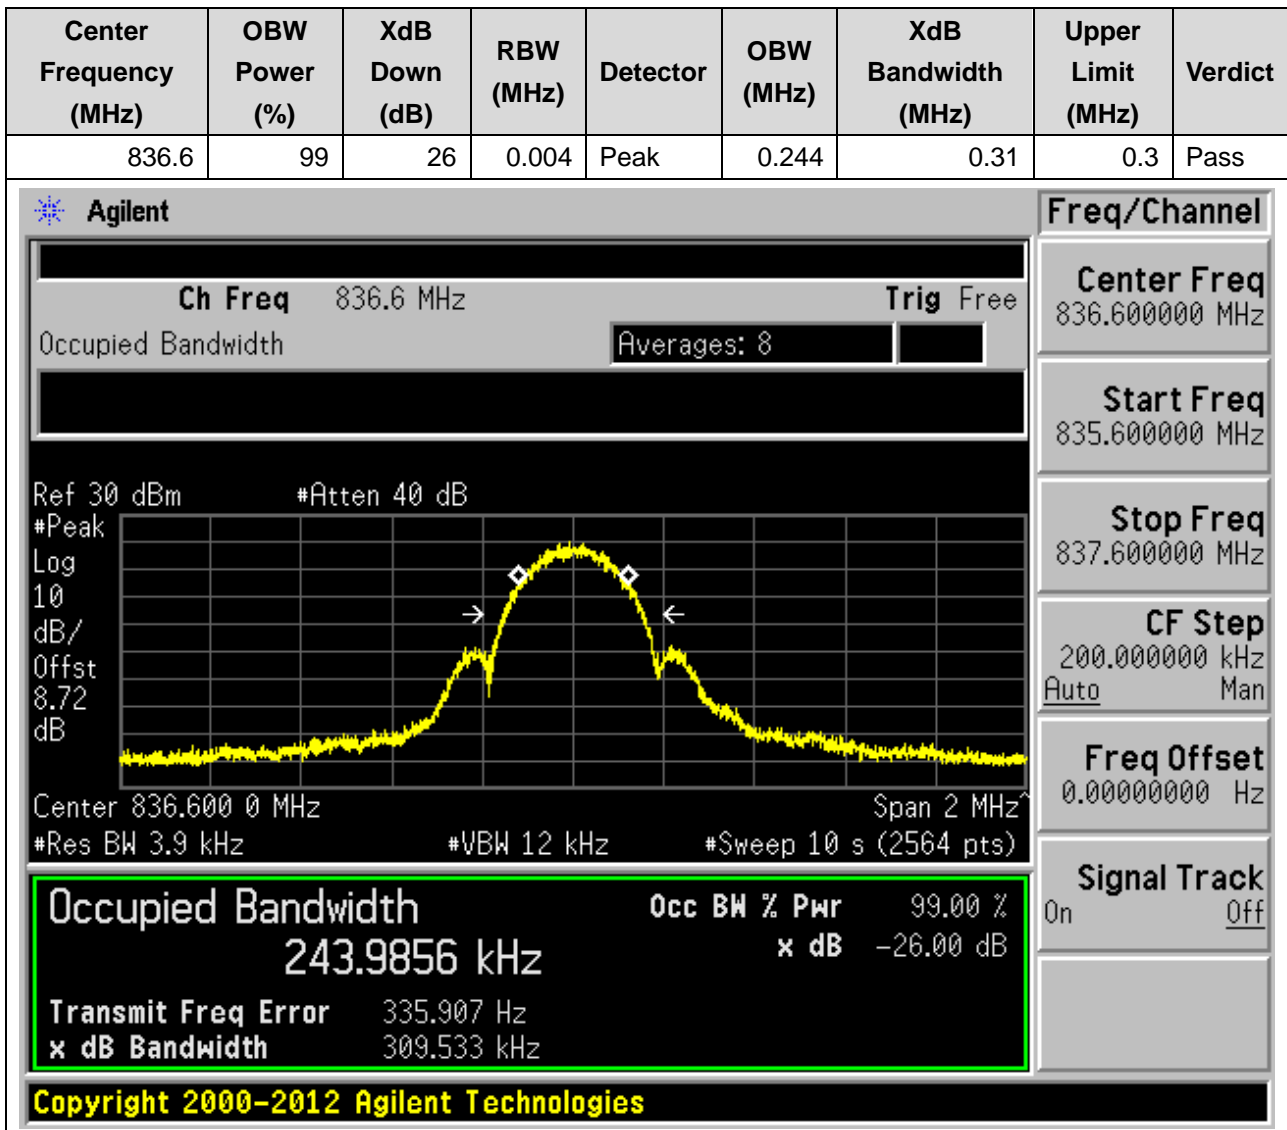 Center Frequency (MHz) OBW Power (%) XdB Down (dB) RBW (MHz) Detector OBW (MHz) XdB Bandwidth (MHz) Upper Limit (MHz) Verdict
836.6 99 26 0.004 Peak 0.244 0.31 0.3 Pass
Agilent
Freq/Channel
Ch Freq 836.6 MHz Trig Free
Occupied Bandwidth Averages: 8
Center Freq
836.600000 MHz
Start Freq
835.600000 MHz
Stop Freq
837.600000 MHz
CF Step
200.000000 kHz
Auto Man
Freq Offset
0.00000000 Hz
Signal Track
On Off
Ref 30 dBm #Atten 40 dB
#Peak
Log
10
dB/
Offst
8.72
dB
Center 836.600 0 MHz Span 2 MHz^
#Res BW 3.9 kHz #VBW 12 kHz #Sweep 10 s (2564 pts)
Occupied Bandwidth Occ BW % Pwr 99.00 %
243.9856 kHz x dB -26.00 dB
Transmit Freq Error 335.907 Hz
x dB Bandwidth 309.533 kHz
Copyright 2000-2012 Agilent Technologies